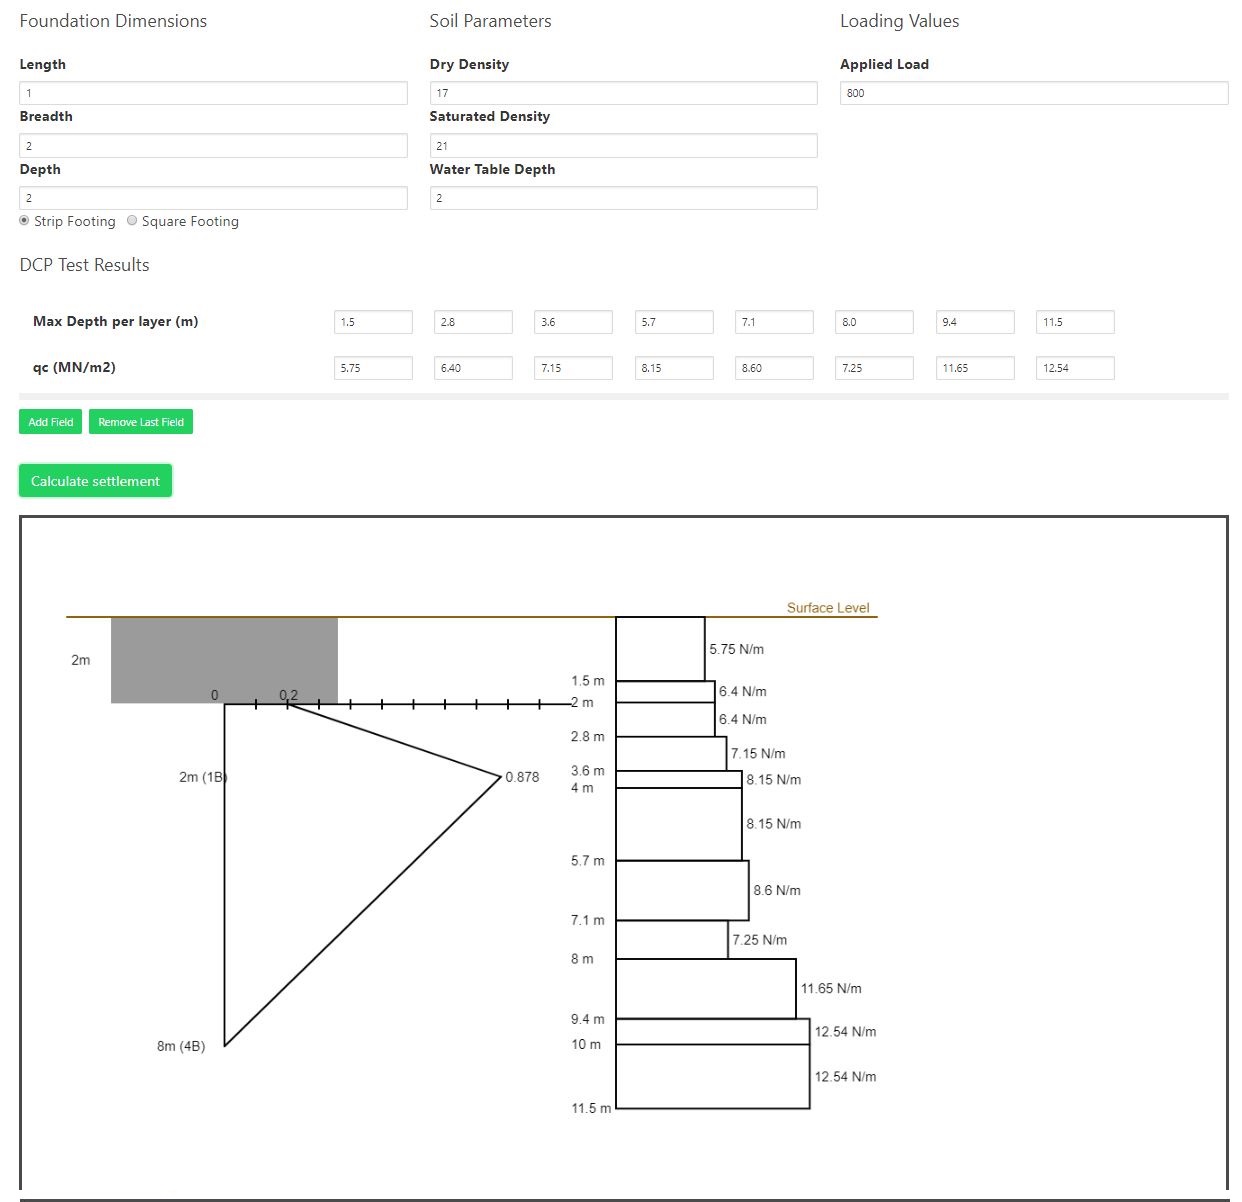 Foundation Dimensions
Soil Parameters
Loading Values
Length
Dry Density
Applied Load
1
17
800
Breadth
Saturated Density
2
21
Depth
Water Table Depth
2
2
Strip Footing
Square Footing
DCP Test Results
Max Depth per layer (m)
1.5
2.8
3.6
5.7
7.1
8.0
9.4
11.5
qc (MN/m2)
5.75
6.40
7.15
8.15
8.60
7.25
11.65
12.54
Add Field
Remove Last Field
Calculate settlement
Surface Level
2m
0
0.2
2m (1B)
0.878
8m (4B)
1.5 m
2 m
2.8 m
3.6 m
4 m
5.7 m
7.1 m
8 m
9.4 m
10 m
11.5 m
5.75 N/m
6.4 N/m
6.4 N/m
7.15 N/m
8.15 N/m
8.15 N/m
8.6 N/m
7.25 N/m
11.65 N/m
12.54 N/m
12.54 N/m